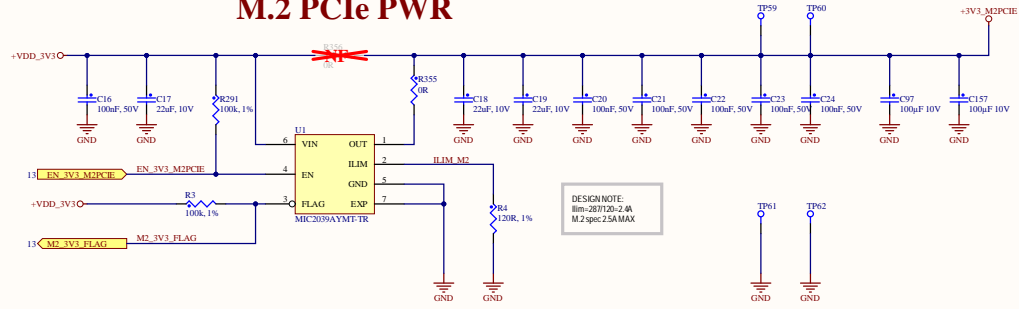 M.2 PCIe PWR
TP59
TP60
+3V3_M2PCIE
+VDD_3V3
R356
NF
0R
C16
100nF, 50V
C17
22uF, 10V
R291
100k, 1%
R355
0R
C18
22uF, 10V
C19
22uF, 10V
C20
100nF, 50V
C21
100nF, 50V
C22
100nF, 50V
C23
100nF, 50V
C24
100nF, 50V
C97
100µF 10V
C157
100µF 10V
GND
GND
GND
GND
GND
GND
GND
GND
GND
GND
GND
U1
6 VIN
OUT 1
ILIM 2
ILIM_M2
4 EN
GND 5
3 FLAG
EXP 7
MIC2039AYMT-TR
13 EN_3V3_M2PCIE
EN_3V3_M2PCIE
+VDD_3V3
R3
100k, 1%
13 M2_3V3_FLAG
M2_3V3_FLAG
R4
120R, 1%
DESIGN NOTE:
Ilim=287/120=2.4A
M.2 spec 2.5A MAX
TP61
TP62
GND
GND
GND
GND